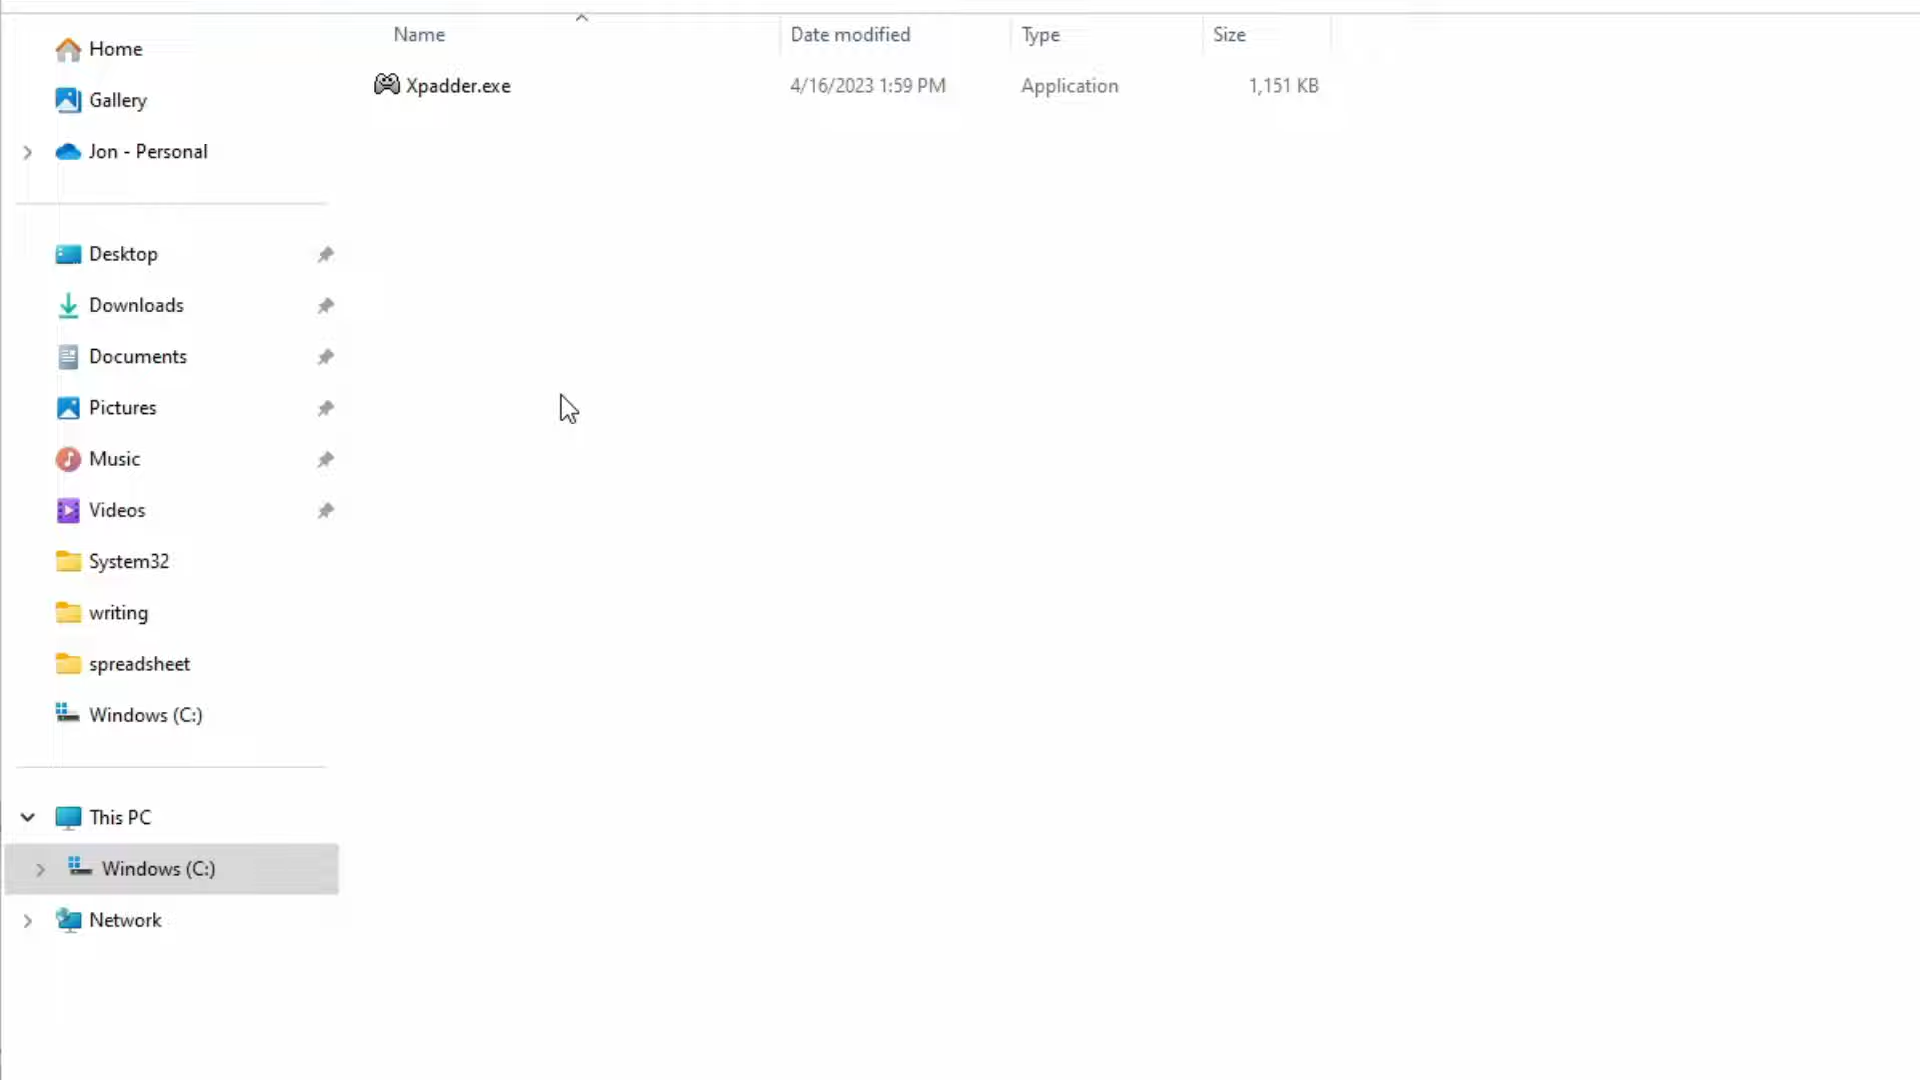 Name Date modified Type Size
Xpadder.exe 4/16/2023 1:59 PM Application 1,151 KB
Home
Gallery
Jon - Personal
Desktop
Downloads
Documents
Pictures
Music
Videos
System32
writing
spreadsheet
Windows (C:)
This PC
Windows (C:)
Network